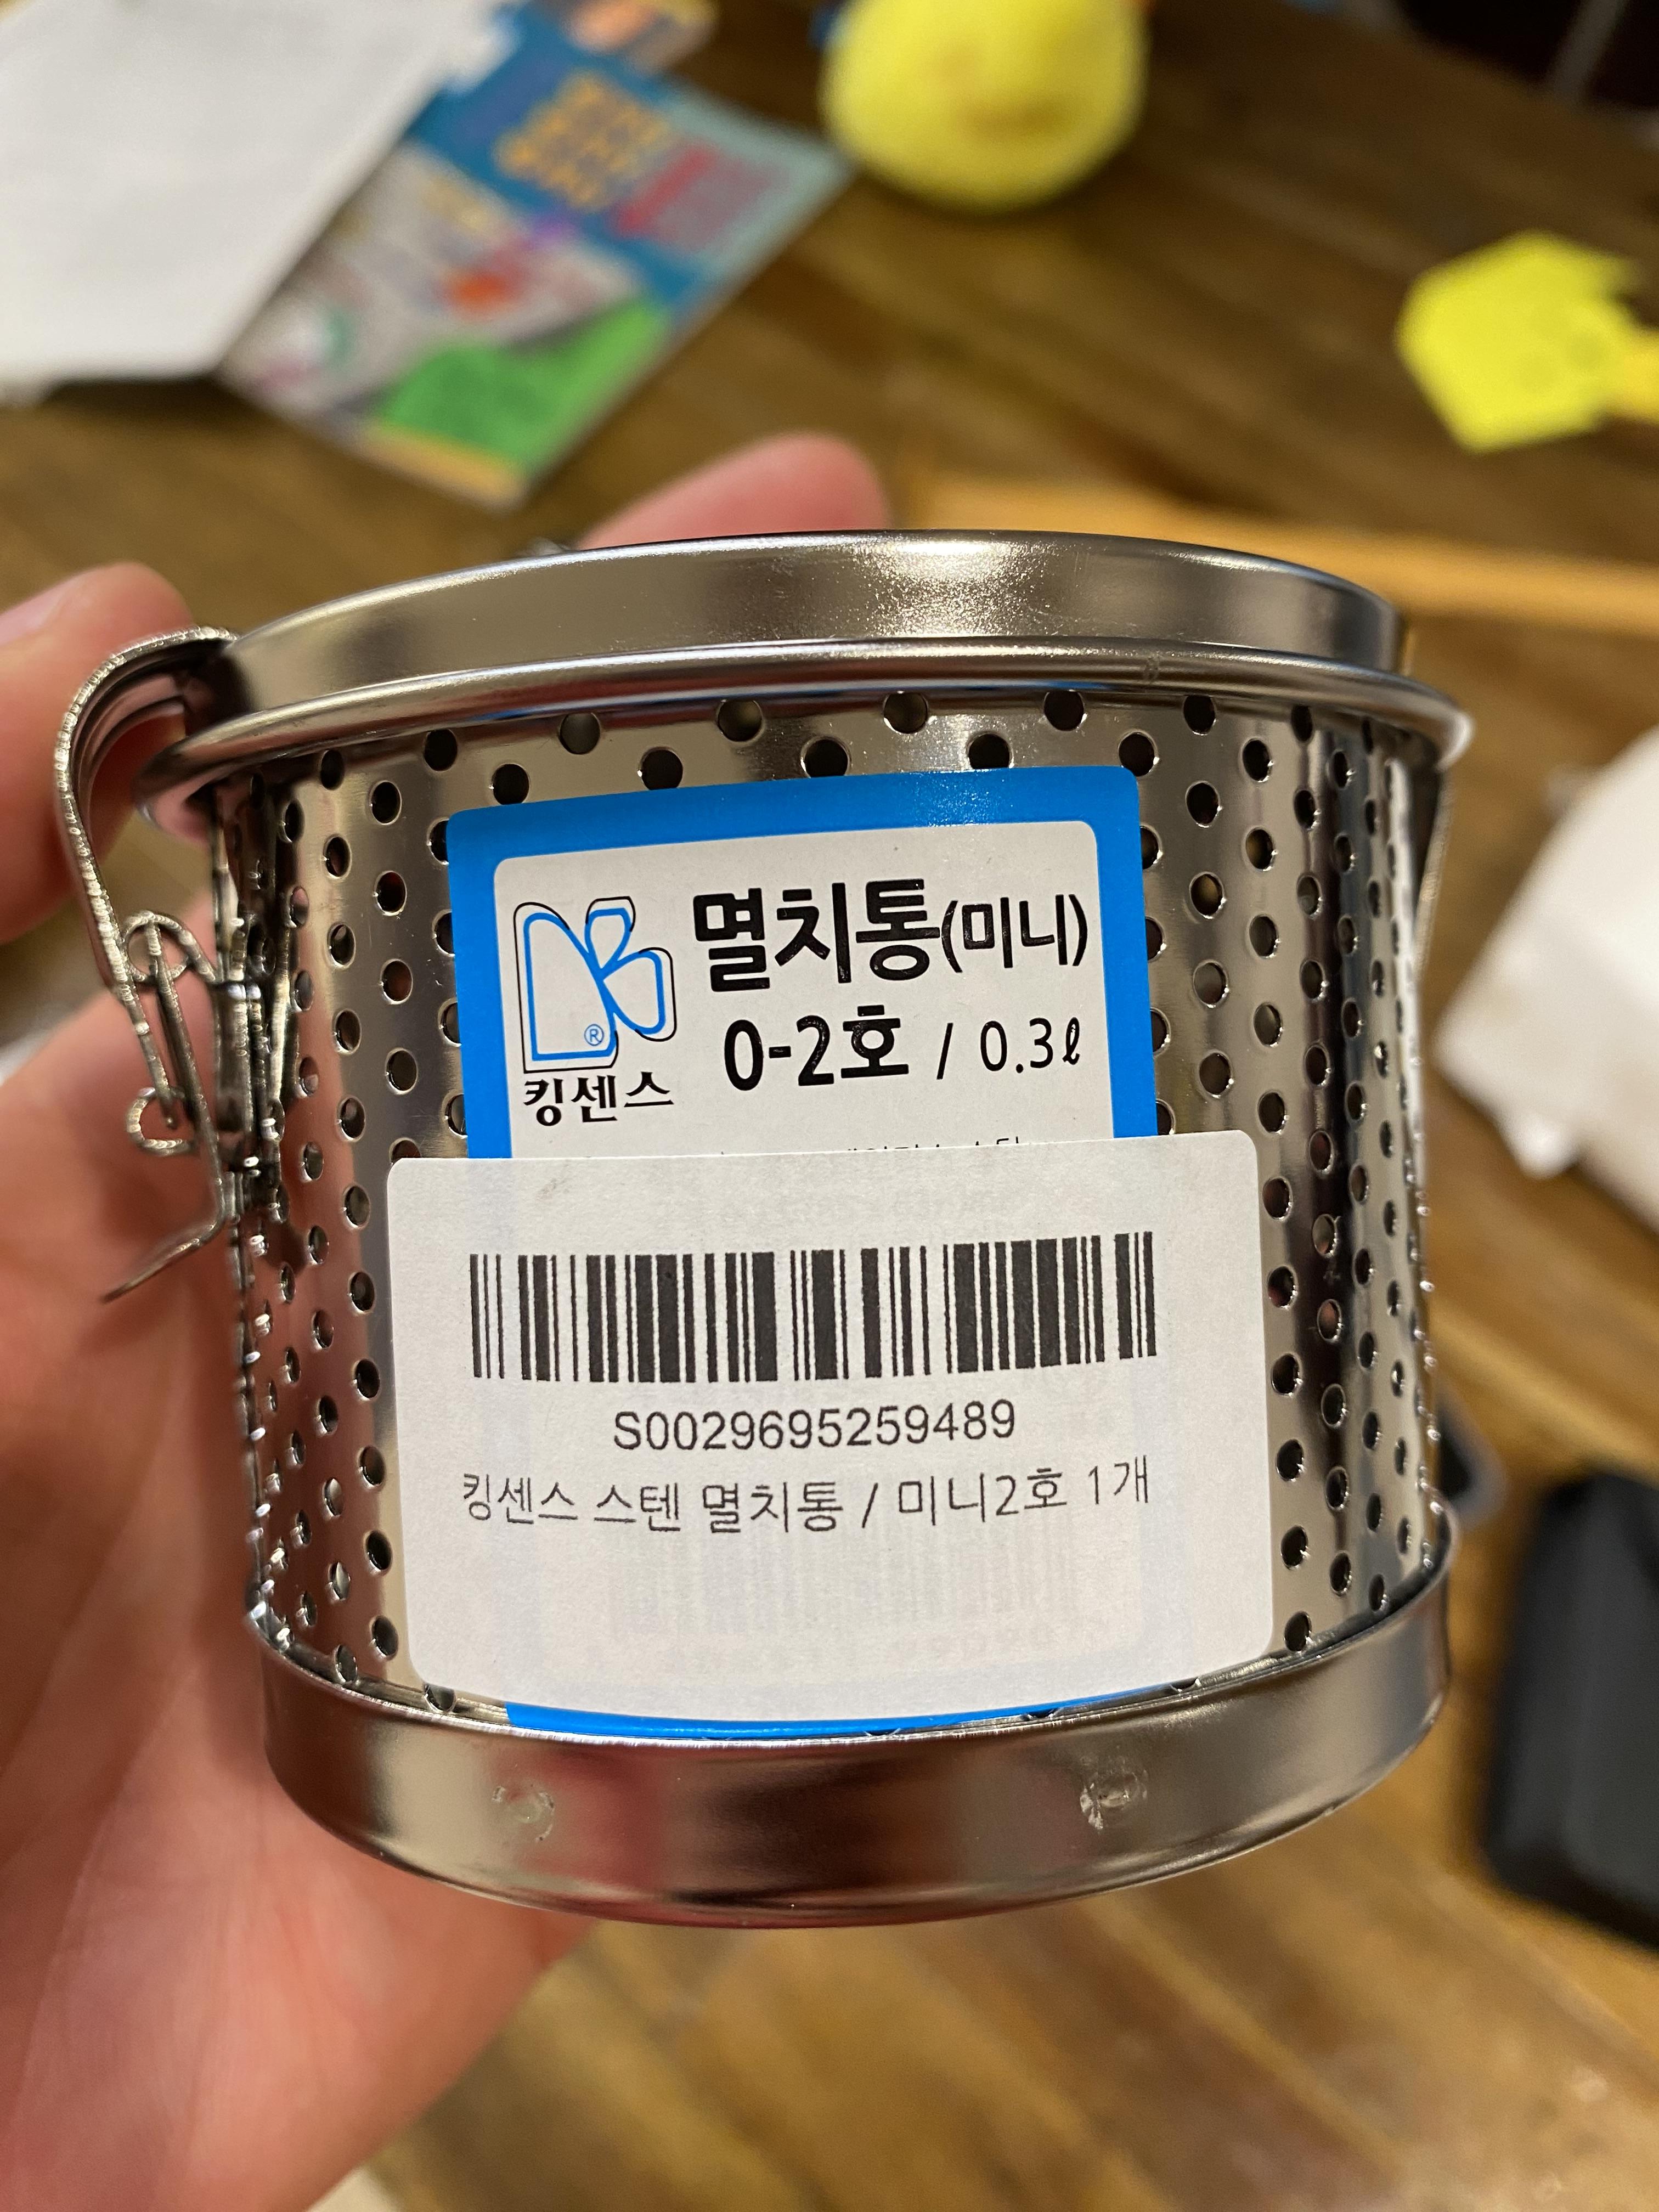 멸치통(미니)
0-2호 / 0.3ℓ
®
킹센스
S0029695259489
킹센스 스텐 멸치통 / 미니2호 1개